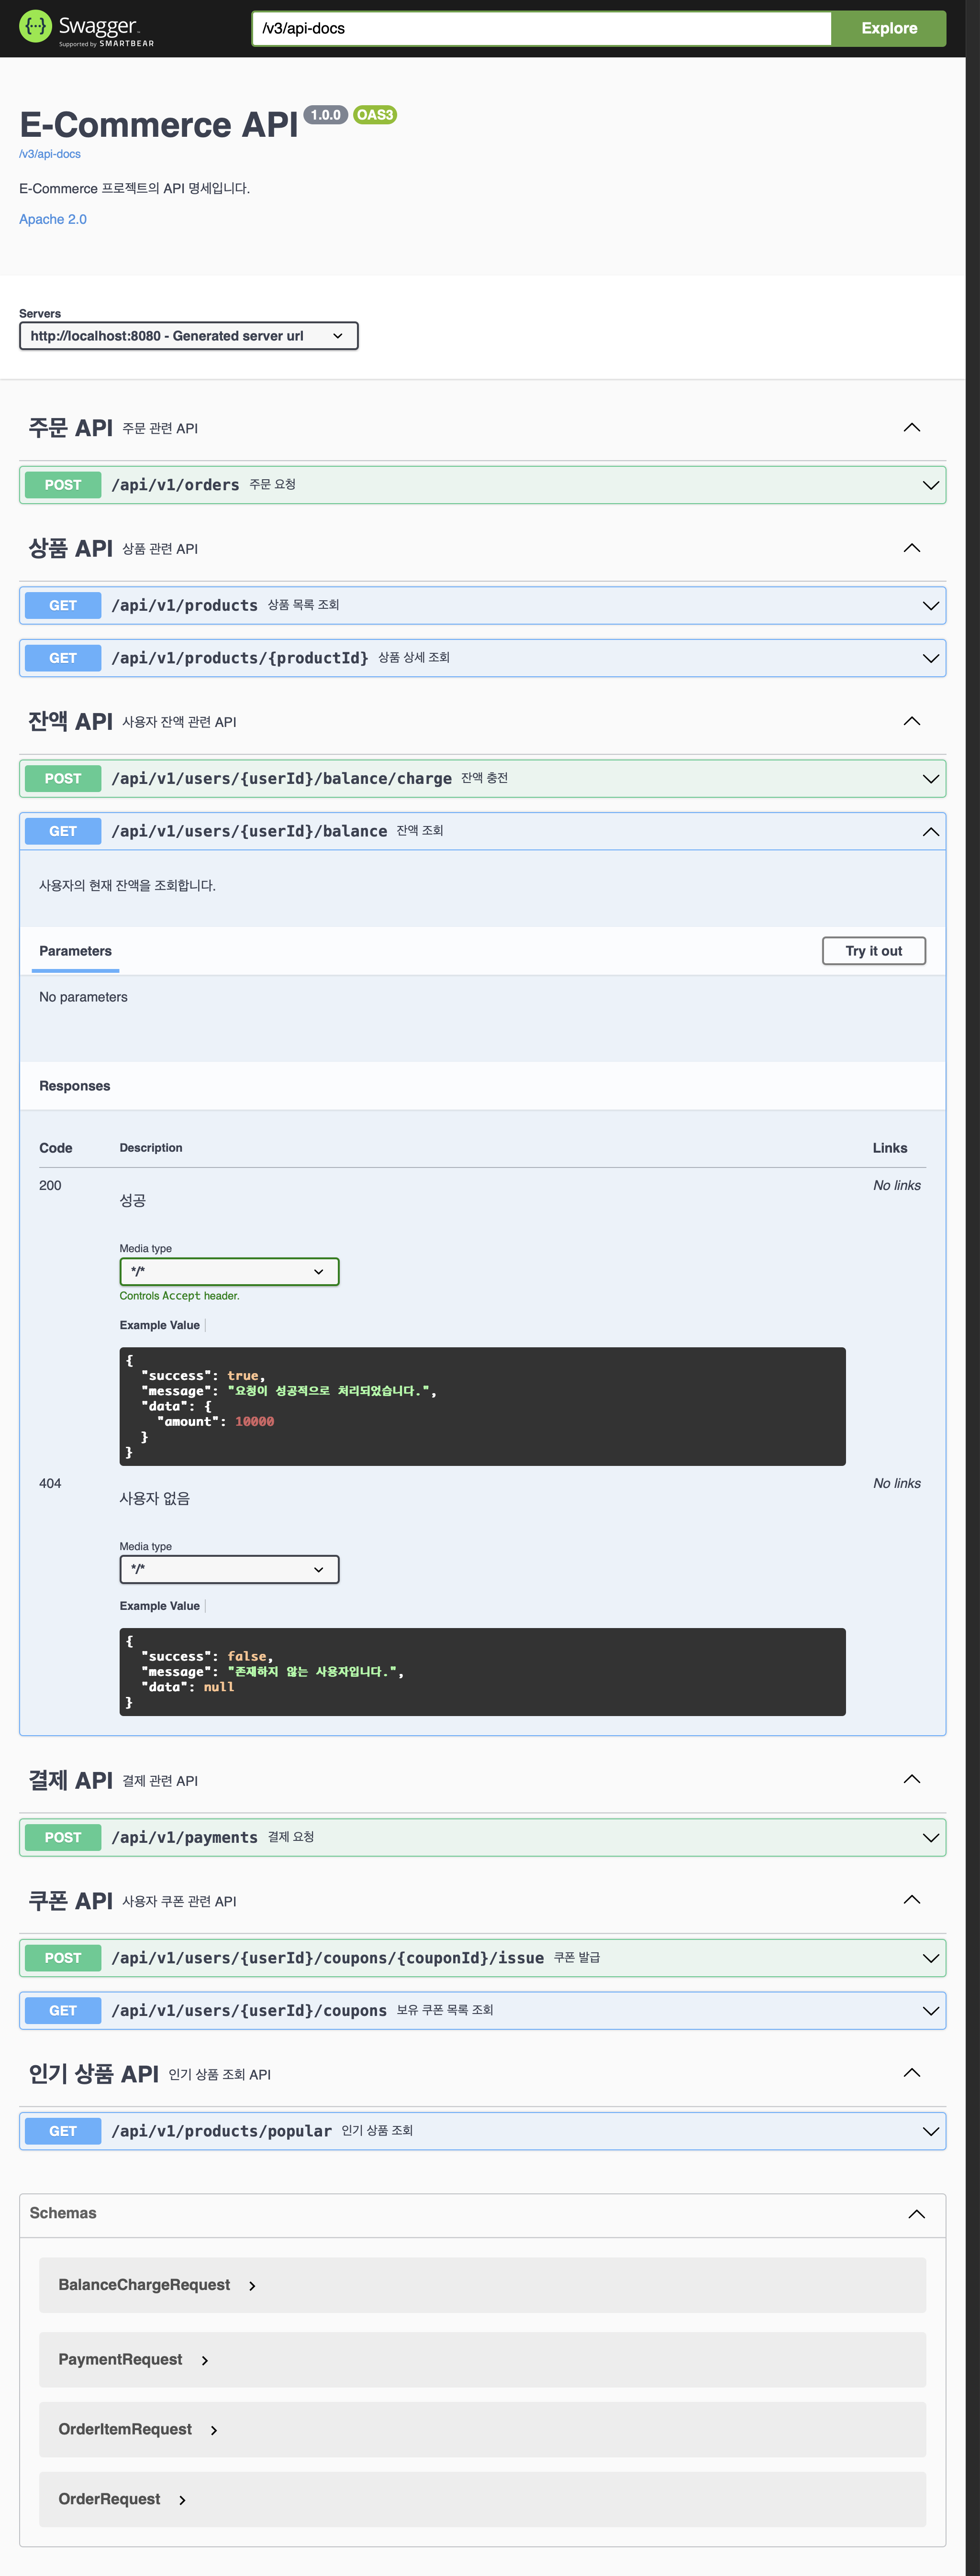 Swagger.
Supported by SMARTBEAR
/v3/api-docs
Explore
E-Commerce API 1.0.0 OAS3
/v3/api-docs
E-Commerce 프로젝트의 API 명세입니다.
Apache 2.0
Servers
http://localhost:8080 - Generated server url
주문 API 주문 관련 API
POST /api/v1/orders 주문 요청
상품 API 상품 관련 API
GET /api/v1/products 상품 목록 조회
GET /api/v1/products/{productId} 상품 상세 조회
잔액 API 사용자 잔액 관련 API
POST /api/v1/users/{userId}/balance/charge 잔액 충전
GET /api/v1/users/{userId}/balance 잔액 조회
사용자의 현재 잔액을 조회합니다.
Parameters
Try it out
No parameters
Responses
Code Description Links
200 성공 No links
Media type
*/*
Controls Accept header.
Example Value
{
  "success": true,
  "message": "요청이 성공적으로 처리되었습니다.",
  "data": {
    "amount": 10000
  }
}
404 사용자 없음 No links
Media type
*/*
Example Value
{
  "success": false,
  "message": "존재하지 않는 사용자입니다.",
  "data": null
}
결제 API 결제 관련 API
POST /api/v1/payments 결제 요청
쿠폰 API 사용자 쿠폰 관련 API
POST /api/v1/users/{userId}/coupons/{couponId}/issue 쿠폰 발급
GET /api/v1/users/{userId}/coupons 보유 쿠폰 목록 조회
인기 상품 API 인기 상품 조회 API
GET /api/v1/products/popular 인기 상품 조회
Schemas
BalanceChargeRequest
PaymentRequest
OrderItemRequest
OrderRequest